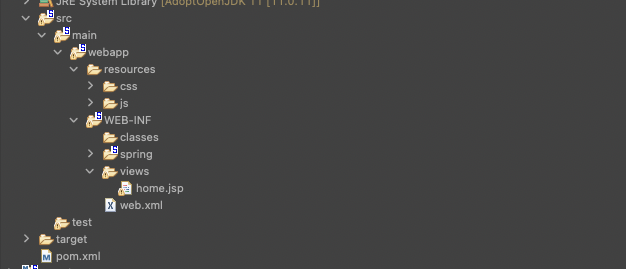 JRE System Library [AdoptOpenJDK 11 [11.0.11]]
src
main
webapp
resources
css
js
WEB-INF
classes
spring
views
home.jsp
web.xml
test
target
pom.xml